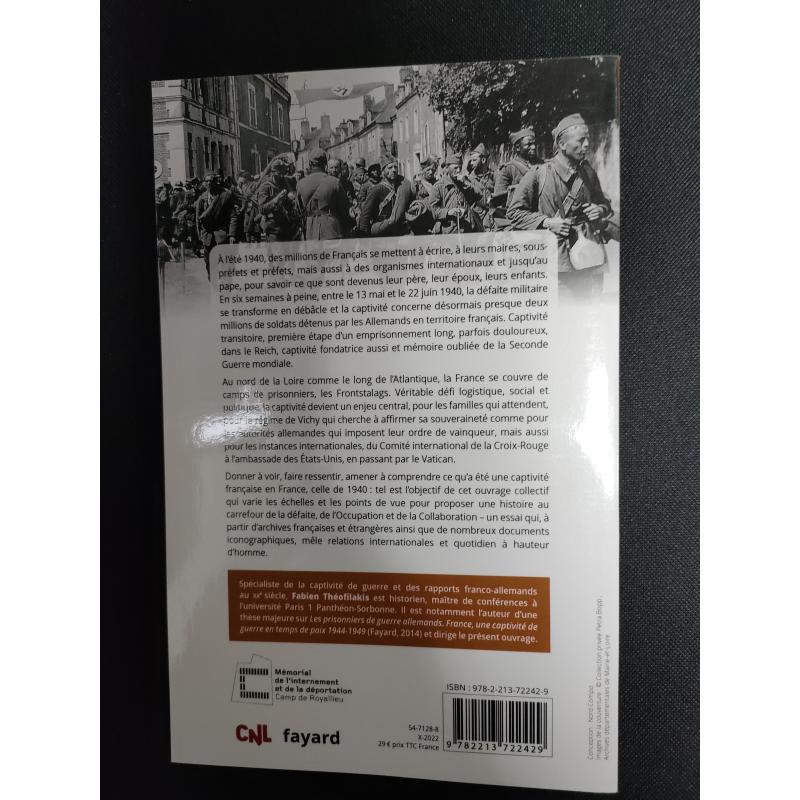 À l'été 1940, des millions de Français se mettent à écrire, à leurs maires, sous-
préfets et préfets, mais aussi à des organismes internationaux et jusqu'au
pape, pour savoir ce que sont devenus leur père, leur époux, leurs enfants.
En six semaines à peine, entre le 13 mai et le 22 juin 1940, la défaite militaire
se transforme en débâcle et la captivité concerne désormais presque deux
millions de soldats détenus par les Allemands en territoire français. Captivité
transitoire, première étape d'un emprisonnement long, parfois douloureux,
dans le Reich, captivité fondatrice aussi et mémoire oubliée de la Seconde
Guerre mondiale.
Au nord de la Loire comme le long de l'Atlantique, la France se couvre de
camps de prisonniers, les Frontstalags. Véritable défi logistique, social et
politique, la captivité devient un enjeu central, pour les familles qui attendent,
pour le régime de Vichy qui cherche à affirmer sa souveraineté comme pour
les autorités allemandes qui imposent leur ordre de vainqueur, mais aussi
pour les instances internationales, du Comité international de la Croix-Rouge
à l'ambassade des États-Unis, en passant par le Vatican.
Donner à voir, faire ressentir, amener à comprendre ce qu'a été une captivité
française en France, celle de 1940 : tel est l'objectif de cet ouvrage collectif
qui varie les échelles et les points de vue pour proposer une histoire au
carrefour de la défaite, de l'Occupation et de la Collaboration – un essai qui, à
partir d'archives françaises et étrangères ainsi que de nombreux documents
iconographiques, mêle relations internationales et quotidien à hauteur
d'homme.
Spécialiste de la captivité de guerre et des rapports franco-allemands
au XXe siècle, Fabien Théofilakis est historien, maître de conférences à
l'université Paris 1 Panthéon-Sorbonne. Il est notamment l'auteur d'une
thèse majeure sur Les prisonniers de guerre allemands. France, une captivité de
guerre en temps de paix 1944-1949 (Fayard, 2014) et dirige le présent ouvrage.
Mémorial
de l'internement
et de la déportation
Camp de Royallieu
CNL fayard
54-7128-8
X-2022
29 € prix TTC France
ISBN : 978-2-213-72242-9
9 782213 722429
Conception : Nord Compo
Images de la couverture : © Collection privée Petra Bopp ;
Archives départementales de Maine-et-Loire